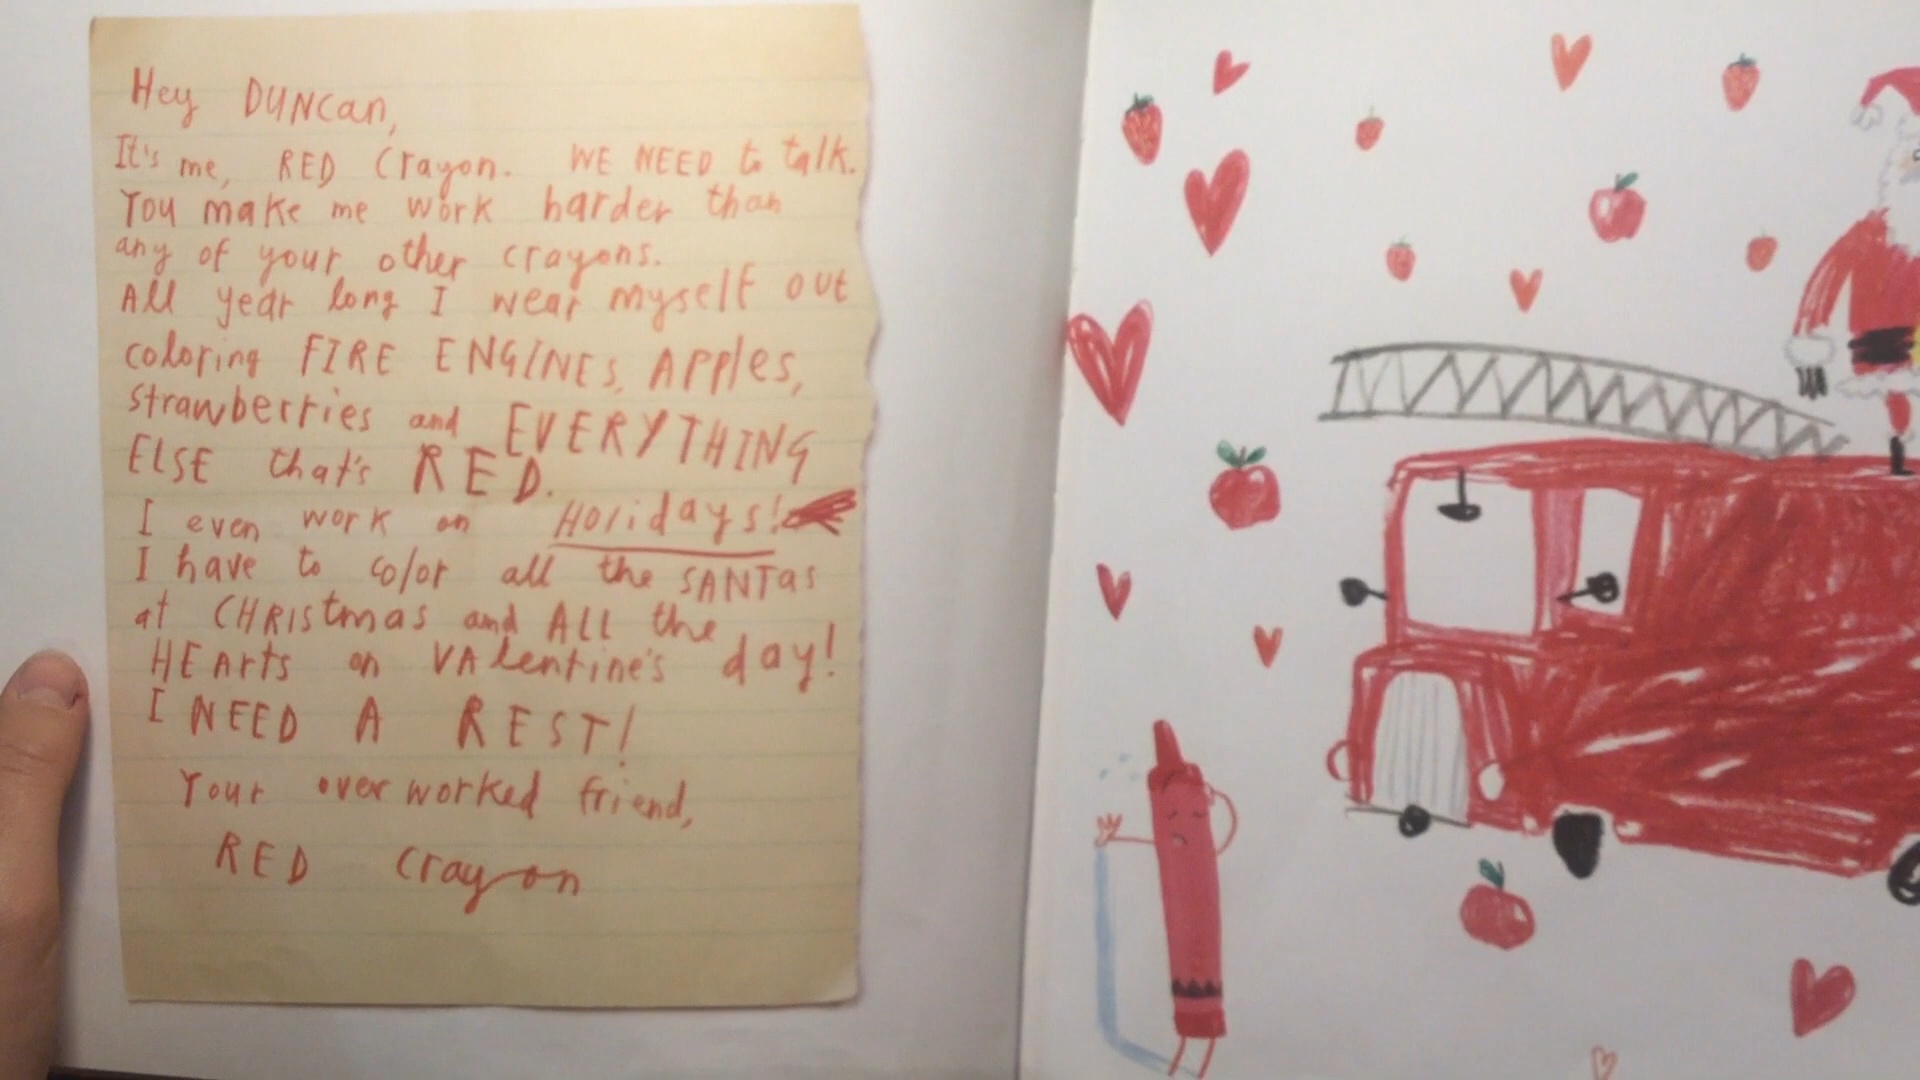 Hey DUNCan,
It's me, RED Crayon. WE NEED to talk.
You make me work harder than
any of your other crayons.
All year long I wear myself out
coloring FIRE ENGINES, APPles,
strawberries and EVERYTHING
ELSE that's RED.
I even work on Holidays!
I have to color all the SANTas
at CHRistmas and ALL the
HEArts on VAlentine's day!
I NEED A REST!
Your overworked friend,
RED Crayon